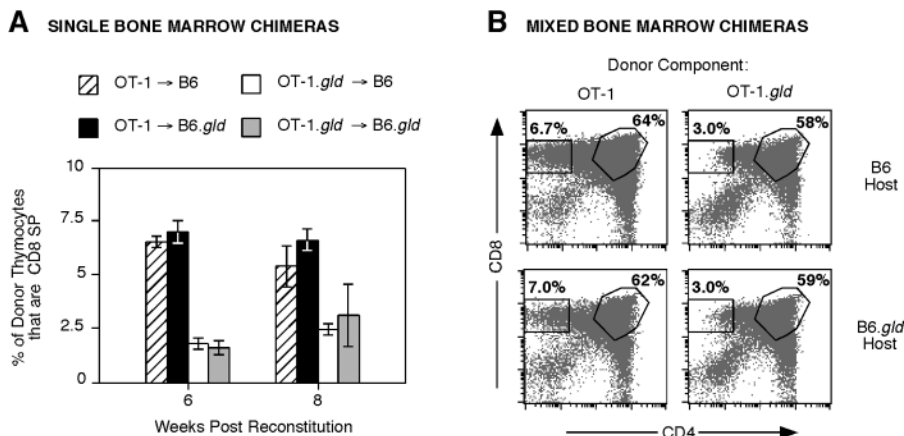 A SINGLE BONE MARROW CHIMERAS
OT-1 → B6
OT-1.gld → B6
OT-1 → B6.gld
OT-1.gld → B6.gld
% of Donor Thymocytes
that are CD8 SP
10
7.5
5
2.5
0
6
8
Weeks Post Reconstitution
B MIXED BONE MARROW CHIMERAS
Donor Component:
OT-1
OT-1.gld
6.7%
64%
3.0%
58%
B6
Host
7.0%
62%
3.0%
59%
B6.gld
Host
CD8
CD4